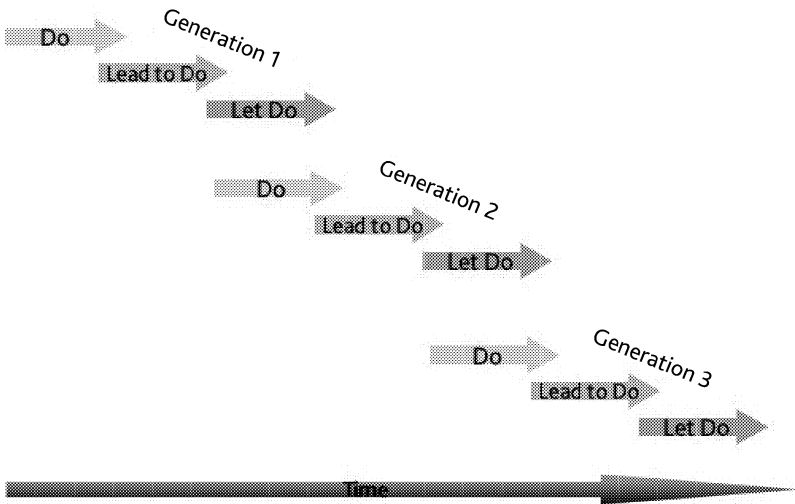 Generation 1
Do
Lead to Do
Let Do
Generation 2
Do
Lead to Do
Let Do
Generation 3
Do
Lead to Do
Let Do
Time